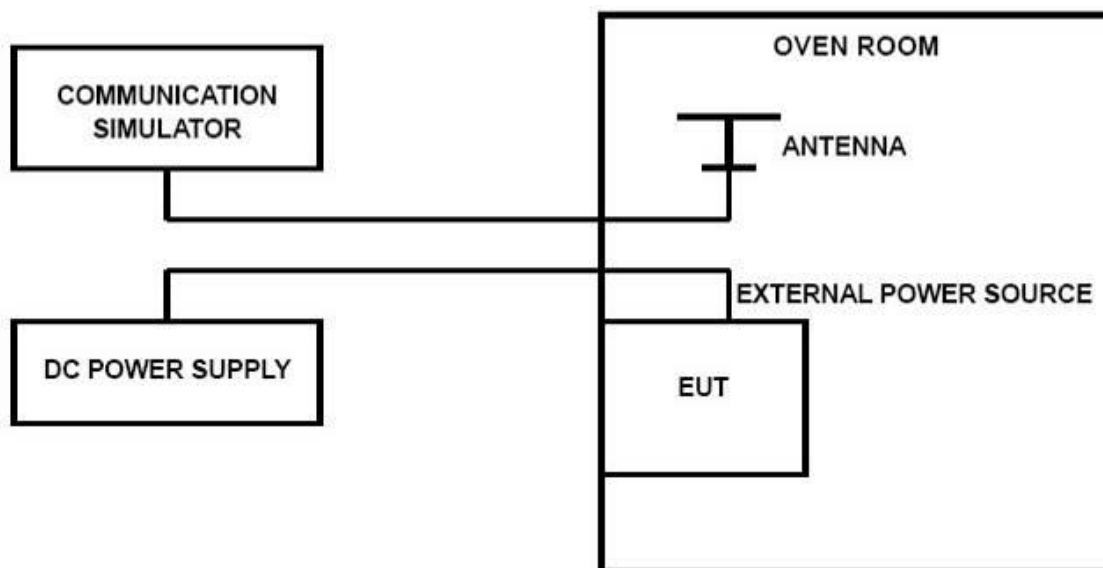 OVEN ROOM
COMMUNICATION
SIMULATOR
ANTENNA
EXTERNAL POWER SOURCE
DC POWER SUPPLY
EUT